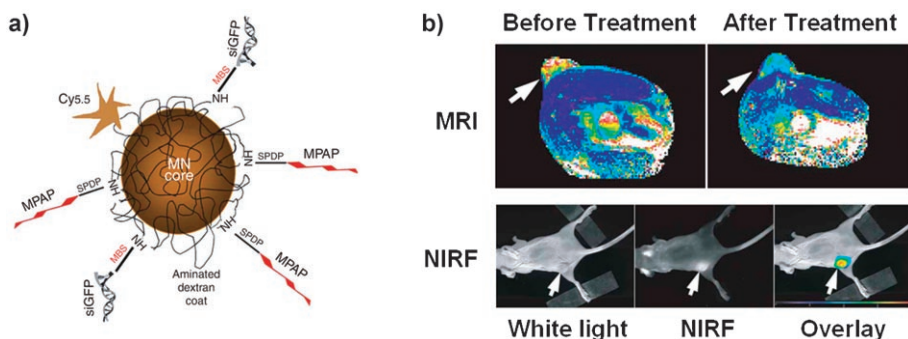 a)
siGFP
MBS
NH
Cy5.5
MN
core
NH
SPDP
MPAP
MPAP
SPDP
NH
NH
MBS
siGFP
NH
SPDP
MPAP
Aminated
dextran
coat
b)
Before Treatment
After Treatment
MRI
NIRF
White light
NIRF
Overlay